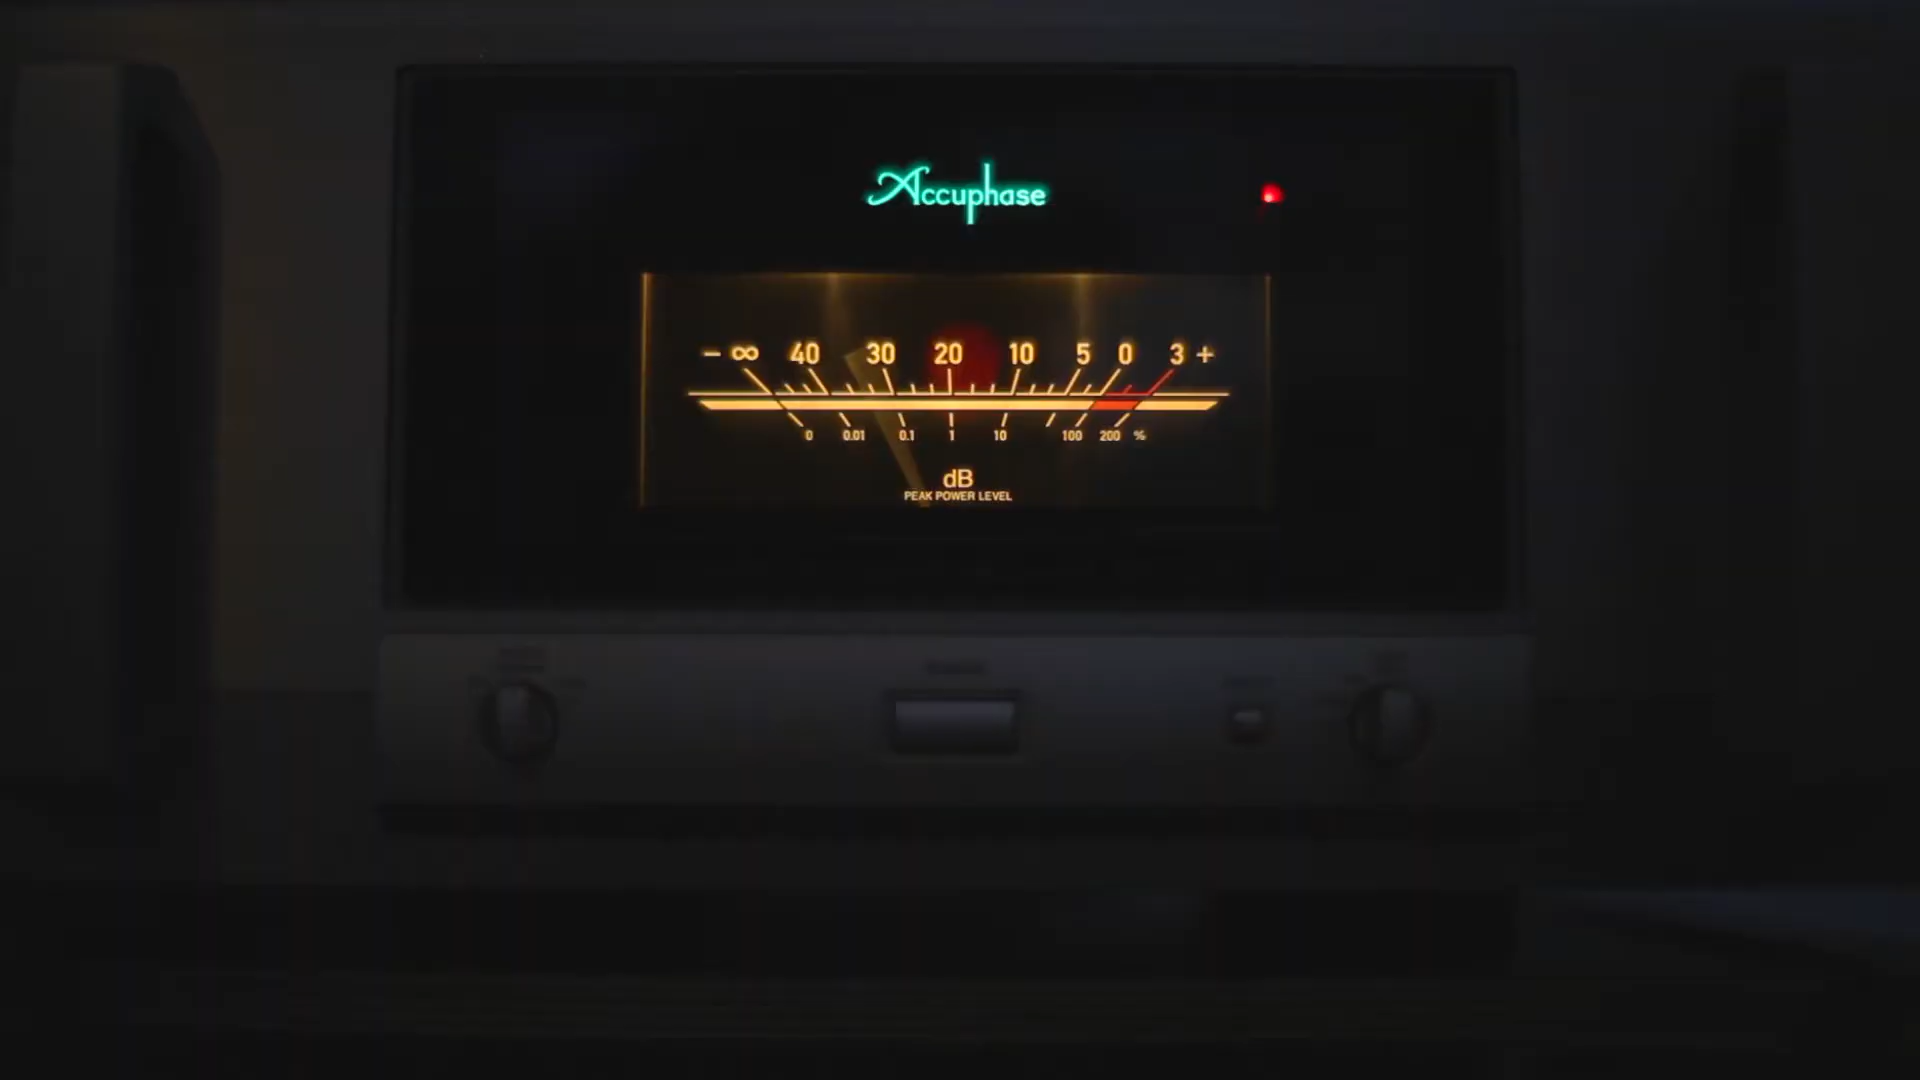 Accuphase
− ∞ 40 30 20 10 5 0 3 +
0 0.01 0.1 1 10 100 200 %
dB
PEAK POWER LEVEL